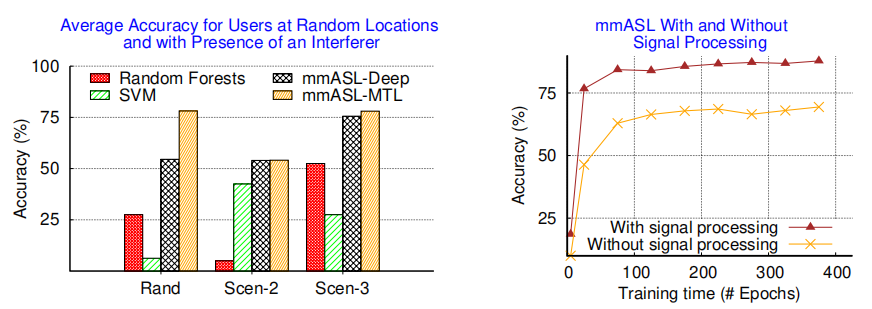 Average Accuracy for Users at Random Locations
and with Presence of an Interferer
100
75
50
25
Accuracy (%)
Random Forests
SVM
mmASL-Deep
mmASL-MTL
Rand
Scen-2
Scen-3
mmASL With and Without
Signal Processing
75
50
25
Accuracy (%)
With signal processing
Without signal processing
0
100
200
300
400
Training time (# Epochs)